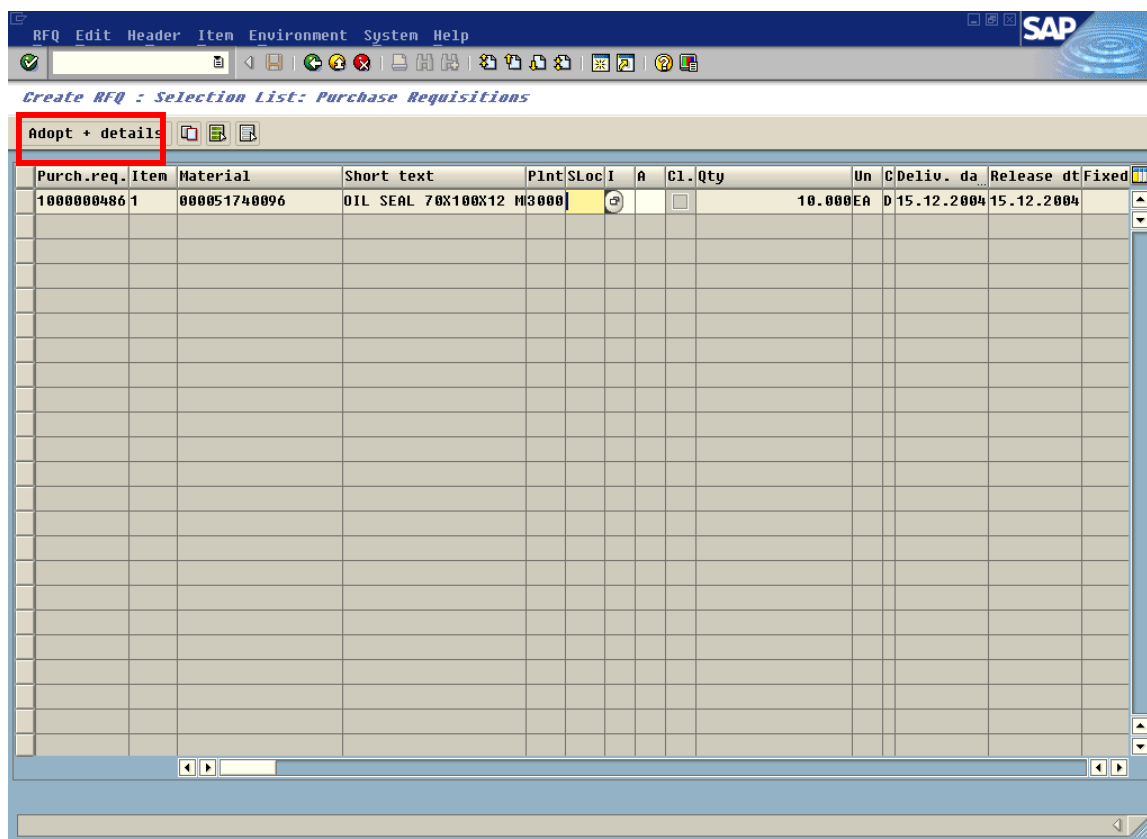 RFQ Edit Header Item Environment System Help
SAP
Create RFQ : Selection List: Purchase Requisitions
Adopt + details
Purch.req. Item Material Short text Plnt SLoc I A Cl. Qty Un C Deliv. da... Release dt Fixed
1000000486 1 000051740096 OIL SEAL 70X100X12 M 3000 10.000 EA D 15.12.2004 15.12.2004